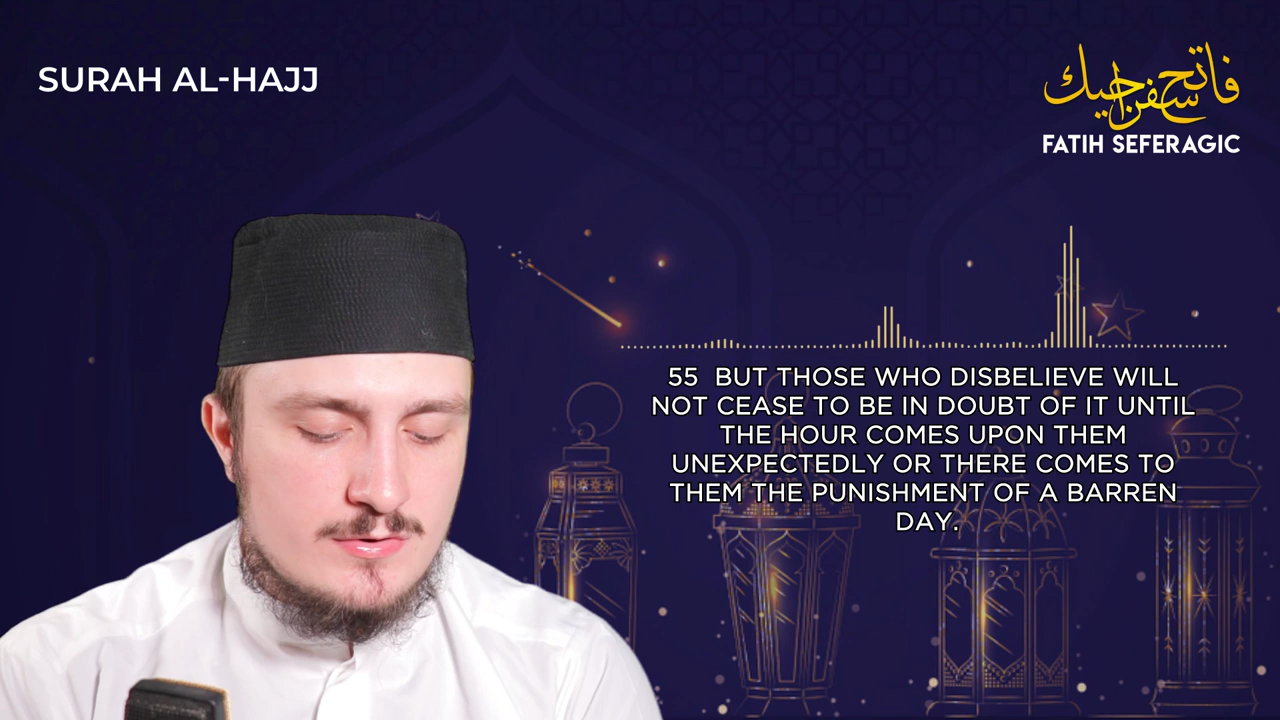 SURAH AL-HAJJ
فاتح سفراجيك
FATIH SEFERAGIC
55 BUT THOSE WHO DISBELIEVE WILL
NOT CEASE TO BE IN DOUBT OF IT UNTIL
THE HOUR COMES UPON THEM
UNEXPECTEDLY OR THERE COMES TO
THEM THE PUNISHMENT OF A BARREN
DAY.